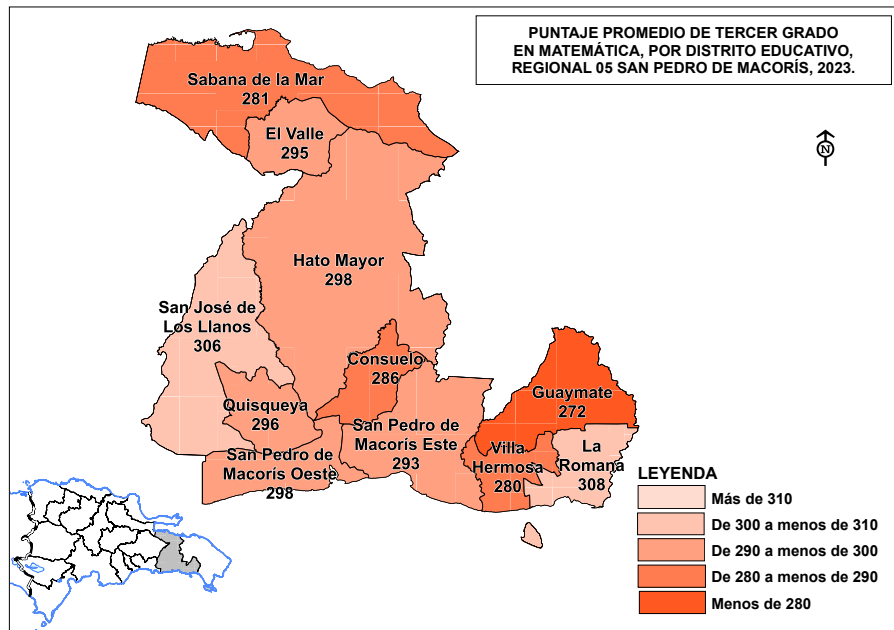 PUNTAJE PROMEDIO DE TERCER GRADO
EN MATEMÁTICA, POR DISTRITO EDUCATIVO,
REGIONAL 05 SAN PEDRO DE MACORÍS, 2023.
Sabana de la Mar
281
El Valle
295
N
Hato Mayor
298
San José de
Los Llanos
306
Consuelo
286
Guaymate
272
Quisqueya
296
San Pedro de
Macorís Este
293
San Pedro de
Macorís Oeste
298
Villa
Hermosa
280
La
Romana
308
LEYENDA
Más de 310
De 300 a menos de 310
De 290 a menos de 300
De 280 a menos de 290
Menos de 280